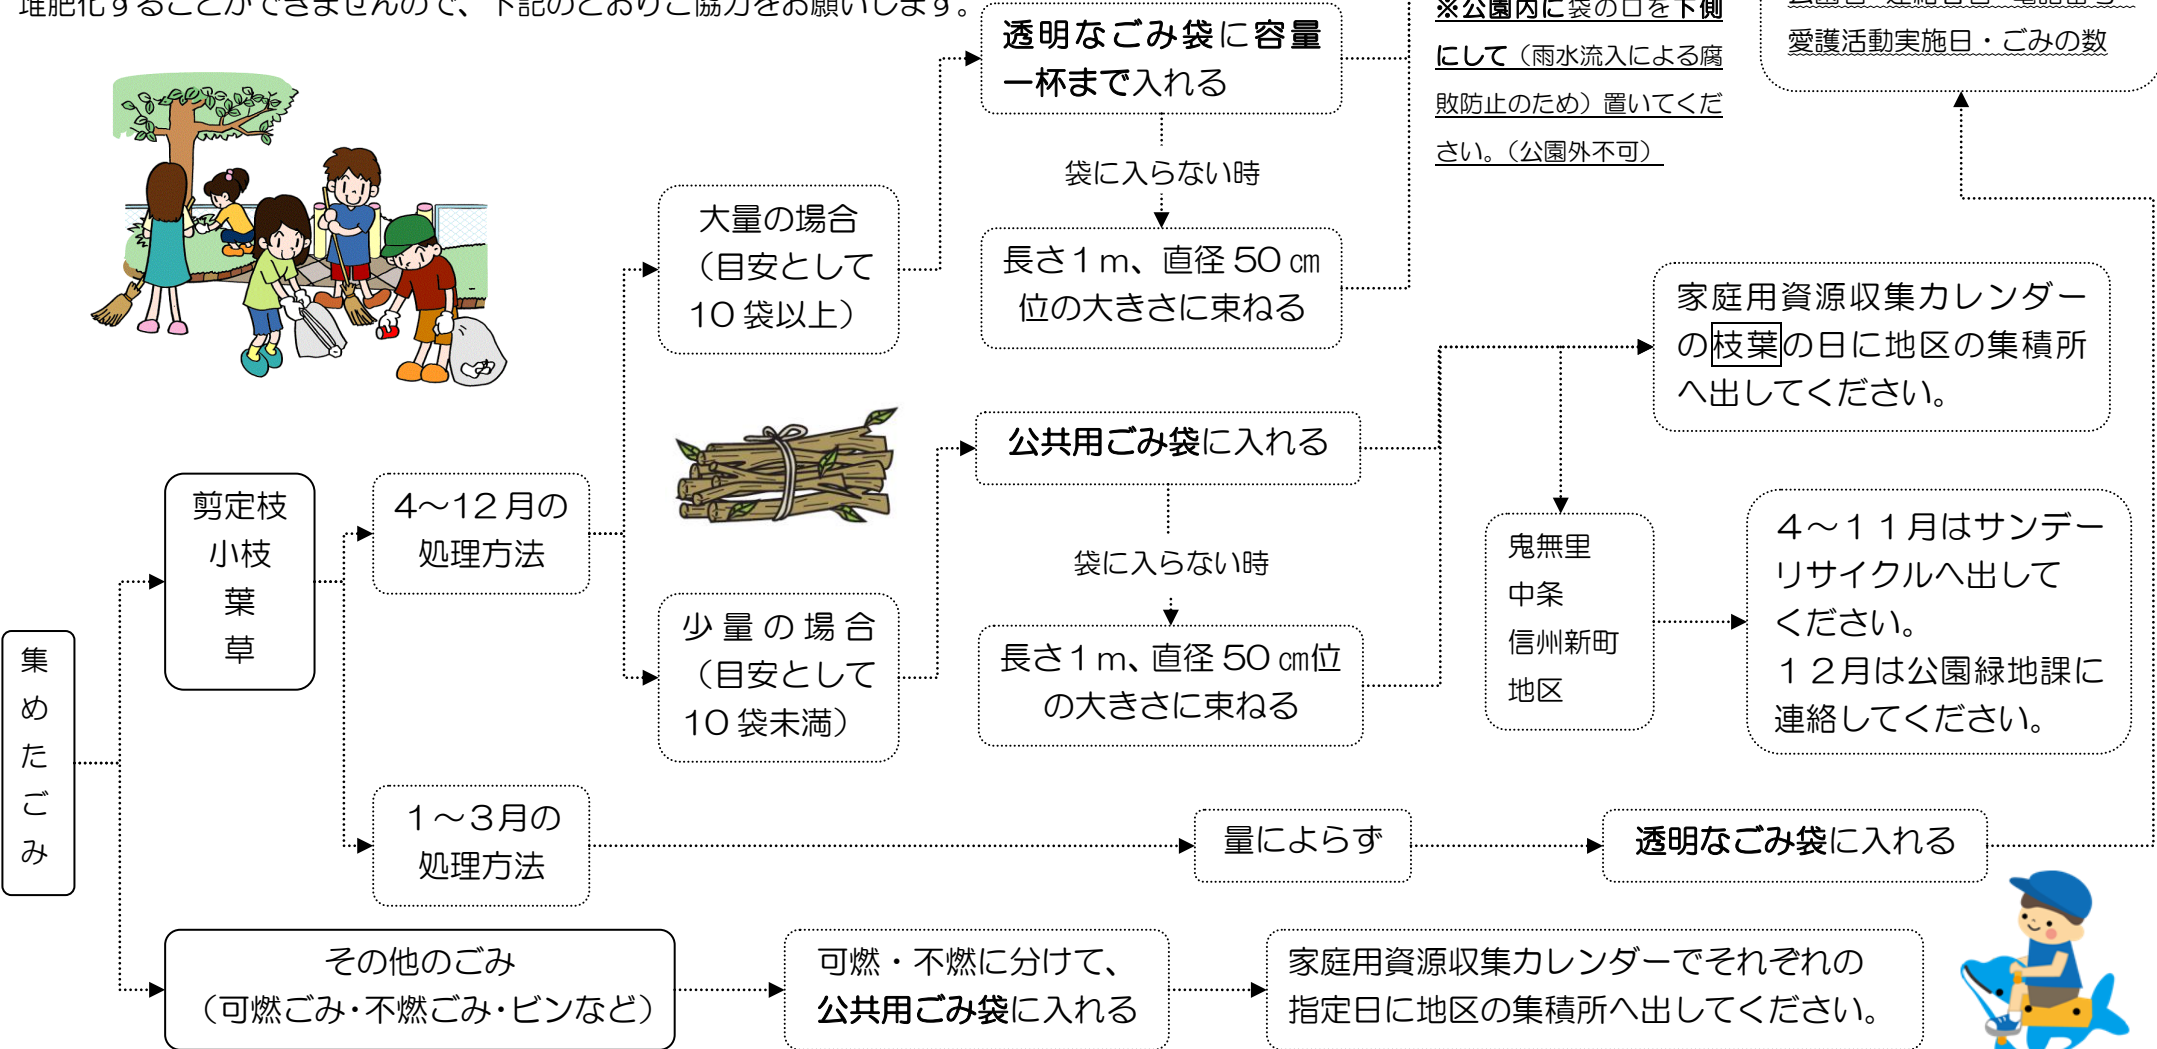 堆肥化することができませんので、下記のとおりご協力をお願いします。
透明なごみ袋に容量
一杯まで入れる
袋に入らない時
長さ１ｍ、直径 50 ㎝
位の大きさに束ねる
※公園内に袋の口を下側
にして（雨水流入による腐
敗防止のため）置いてくだ
さい。（公園外不可）
愛護活動実施日・ごみの数
大量の場合
（目安として
10 袋以上）
家庭用資源収集カレンダー
の枝葉の日に地区の集積所
へ出してください。
公共用ごみ袋に入れる
袋に入らない時
長さ１ｍ、直径 50 ㎝位
の大きさに束ねる
剪定枝
小枝
葉
草
4～12 月の
処理方法
少量の場合
（目安として
10 袋未満）
鬼無里
中条
信州新町
地区
４～１１月はサンデー
リサイクルへ出して
ください。
１２月は公園緑地課に
連絡してください。
集
め
た
ご
み
１～３月の
処理方法
量によらず
透明なごみ袋に入れる
その他のごみ
（可燃ごみ・不燃ごみ・ビンなど）
可燃・不燃に分けて、
公共用ごみ袋に入れる
家庭用資源収集カレンダーでそれぞれの
指定日に地区の集積所へ出してください。